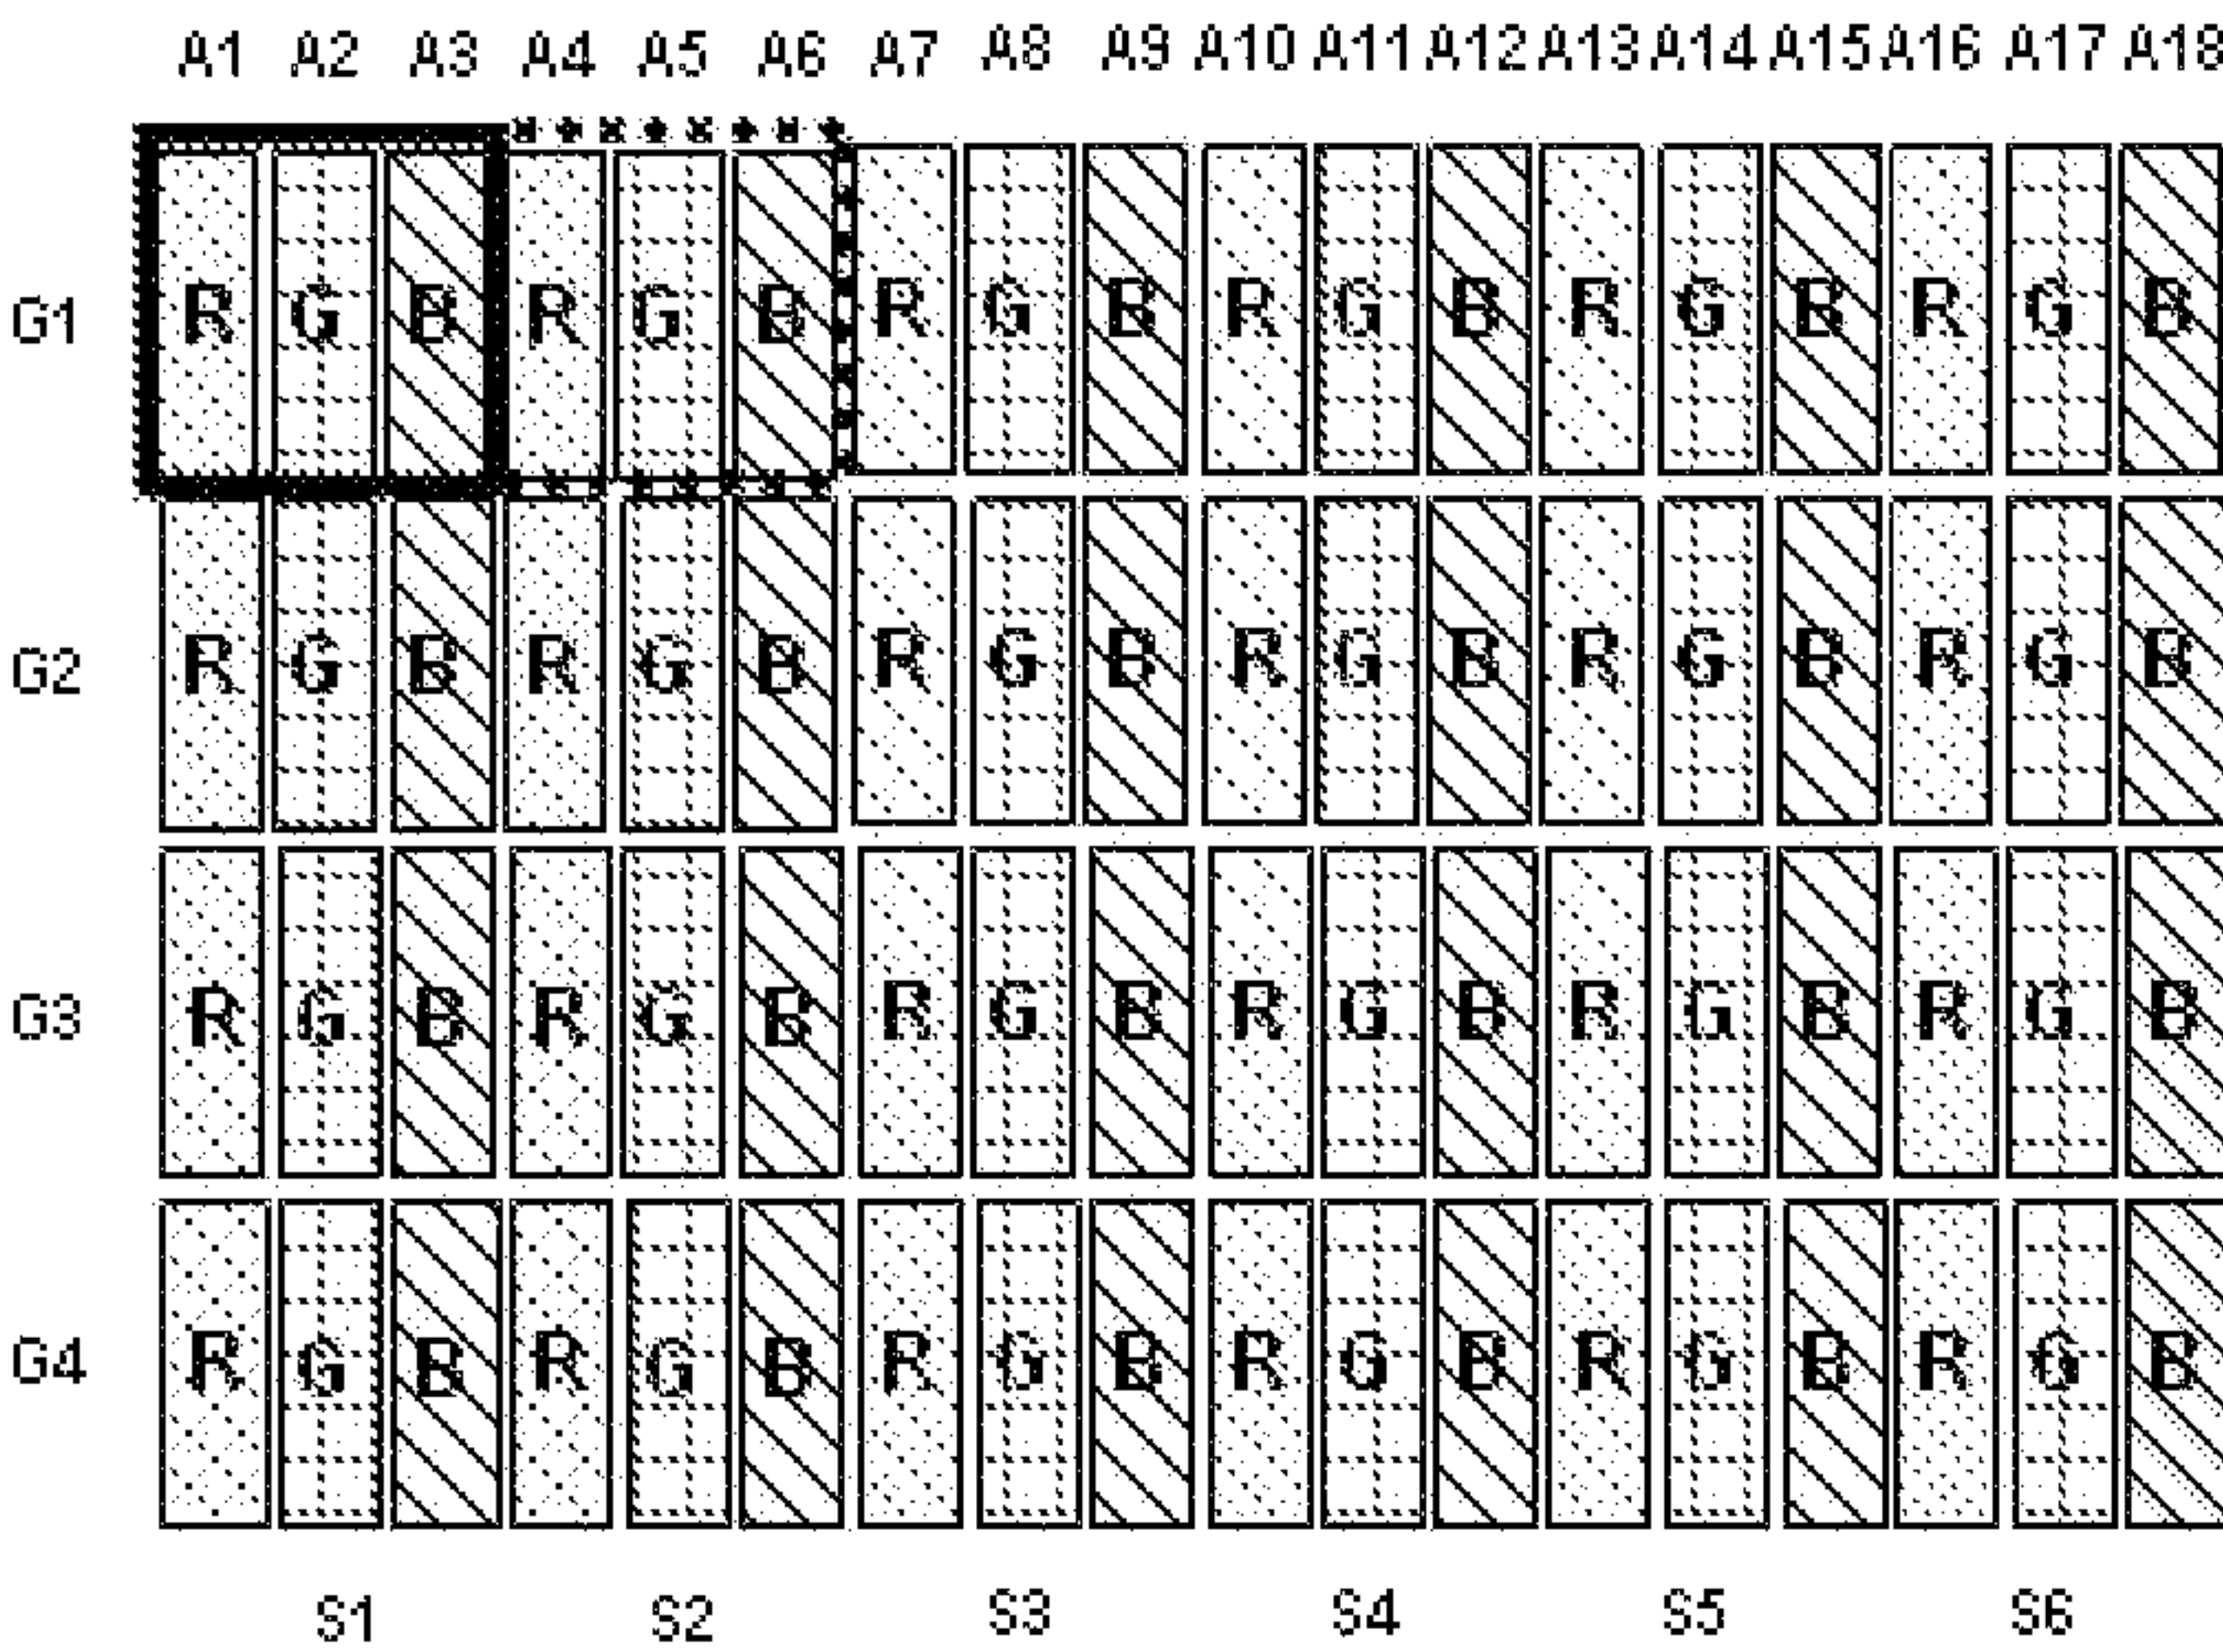 A1 A2 A3 A4 A5 A6 A7 A8 A9 A10 A11 A12 A13 A14 A15 A16 A17 A18
G1 R G B R G B R G B R G B R G B R G B
G2 R G B R G B R G B R G B R G B R G B
G3 R G B R G B R G B R G B R G B R G B
G4 R G B R G B R G B R G B R G B R G B
S1 S2 S3 S4 S5 S6